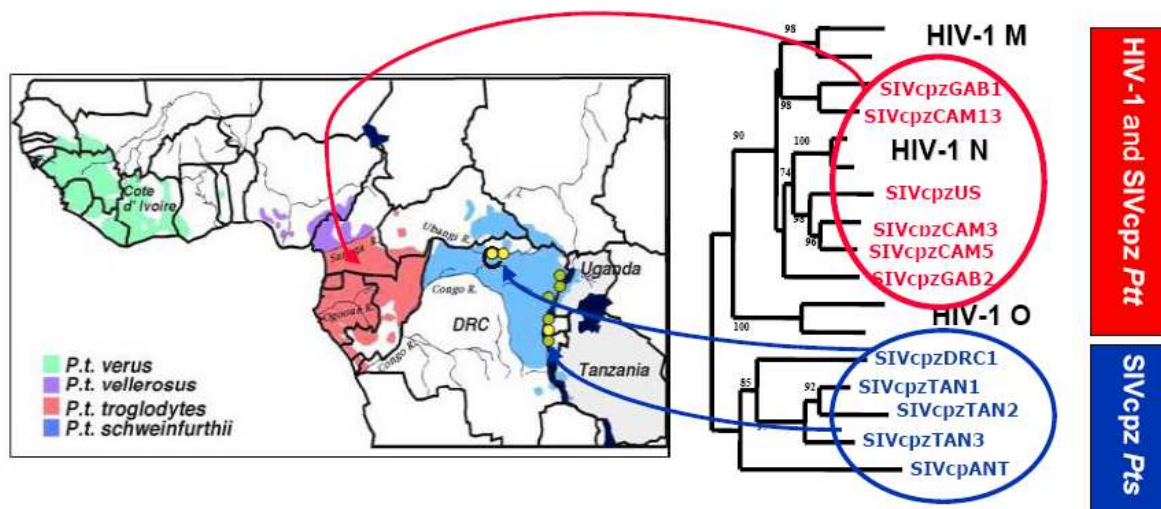 Cote
d' Ivoire
Sanaga R.
Ubangi R.
Uganda
Congo R.
Ogooue R.
DRC
Congo R.
Tanzania
P.t. verus
P.t. vellerosus
P.t. troglodytes
P.t. schweinfurthii
98
HIV-1 M
SIVcpzGAB1
98
SIVcpzCAM13
90
100
HIV-1 N
74
SIVcpzUS
98
SIVcpzCAM3
96
SIVcpzCAM5
SIVcpzGAB2
HIV-1 O
100
SIVcpzDRC1
85
92
SIVcpzTAN1
SIVcpzTAN2
SIVcpzTAN3
SIVcpANT
HIV-1 and SIVcpz Ptt
SIVcpz Pts